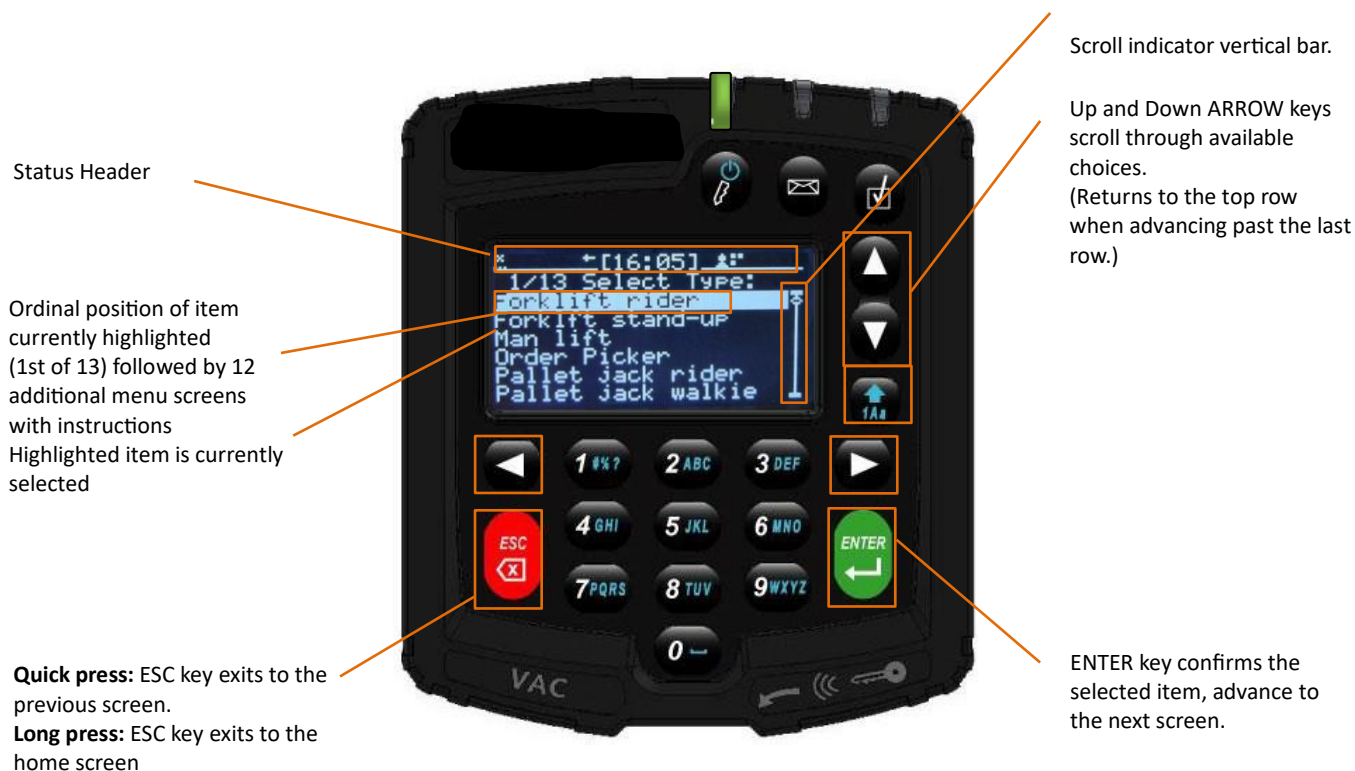 Scroll indicator vertical bar.
Up and Down ARROW keys
scroll through available
choices.
(Returns to the top row
when advancing past the last
row.)
Status Header
Ordinal position of item
currently highlighted
(1st of 13) followed by 12
additional menu screens
with instructions
Highlighted item is currently
selected
[16:05]
1/13 Select Type:
Forklift rider
Forklft stand-up
Man lift
Order Picker
Pallet jack rider
Pallet jack walkie
1Aa
1 #%?
2 ABC
3 DEF
4 GHI
5 JKL
6 MNO
ESC
ENTER
7 PQRS
8 TUV
9 WXYZ
0
VAC
Quick press: ESC key exits to the
previous screen.
Long press: ESC key exits to the
home screen
ENTER key confirms the
selected item, advance to
the next screen.